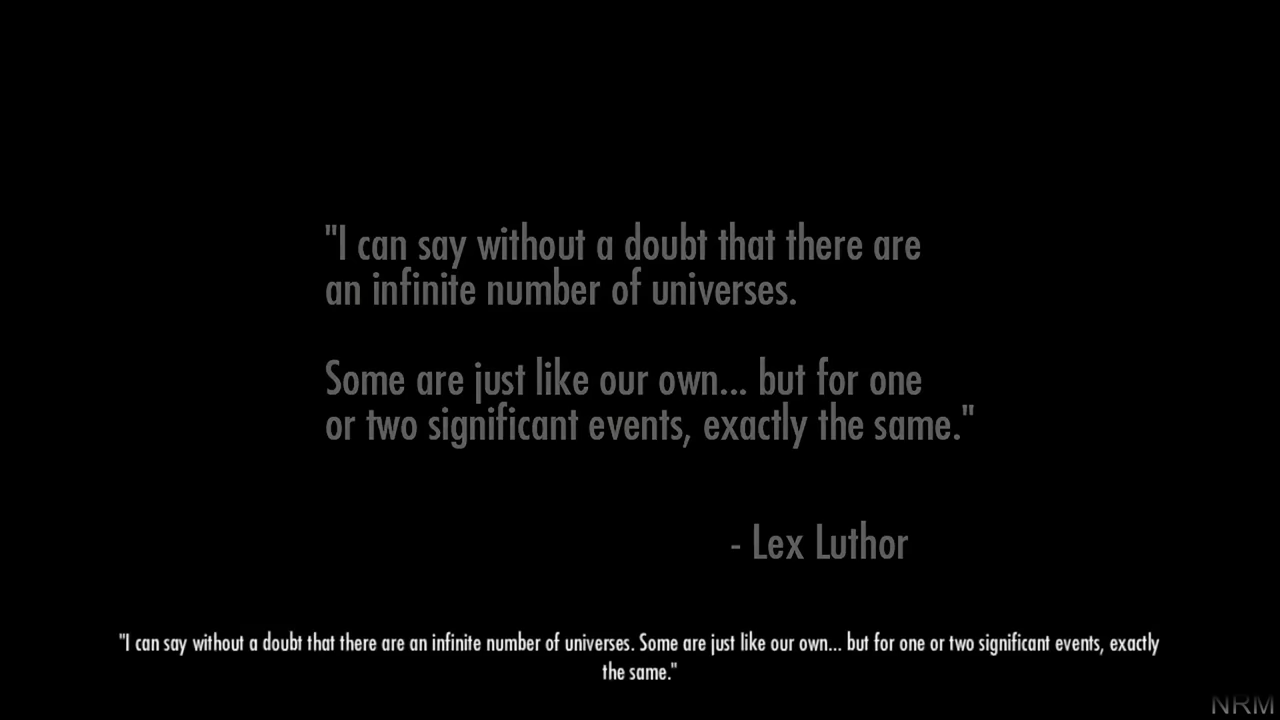 "I can say without a doubt that there are
an infinite number of universes.
Some are just like our own... but for one
or two significant events, exactly the same."
- Lex Luthor
"I can say without a doubt that there are an infinite number of universes. Some are just like our own... but for one or two significant events, exactly
the same."
NRM